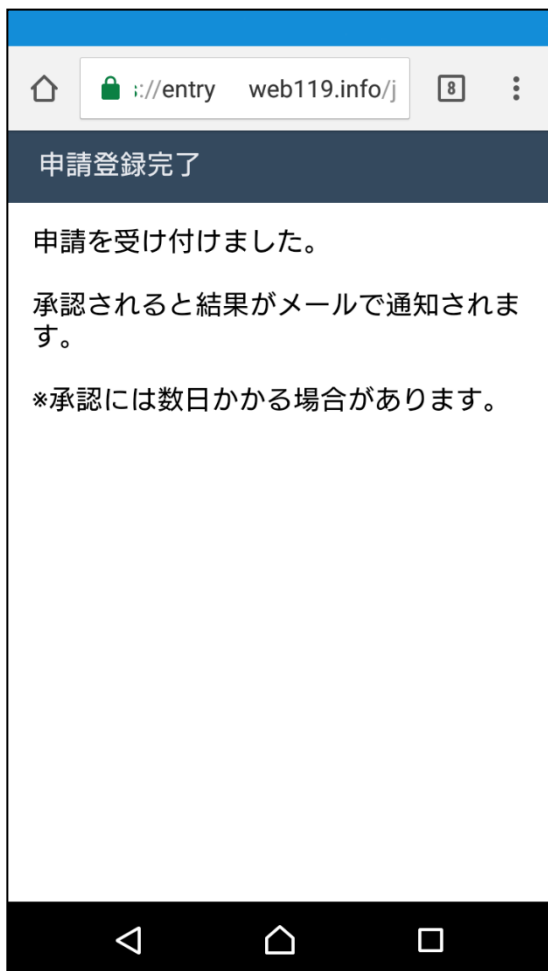 s://entry web119.info/j
8
申請登録完了
申請を受け付けました。
承認されると結果がメールで通知されま
す。
※承認には数日かかる場合があります。